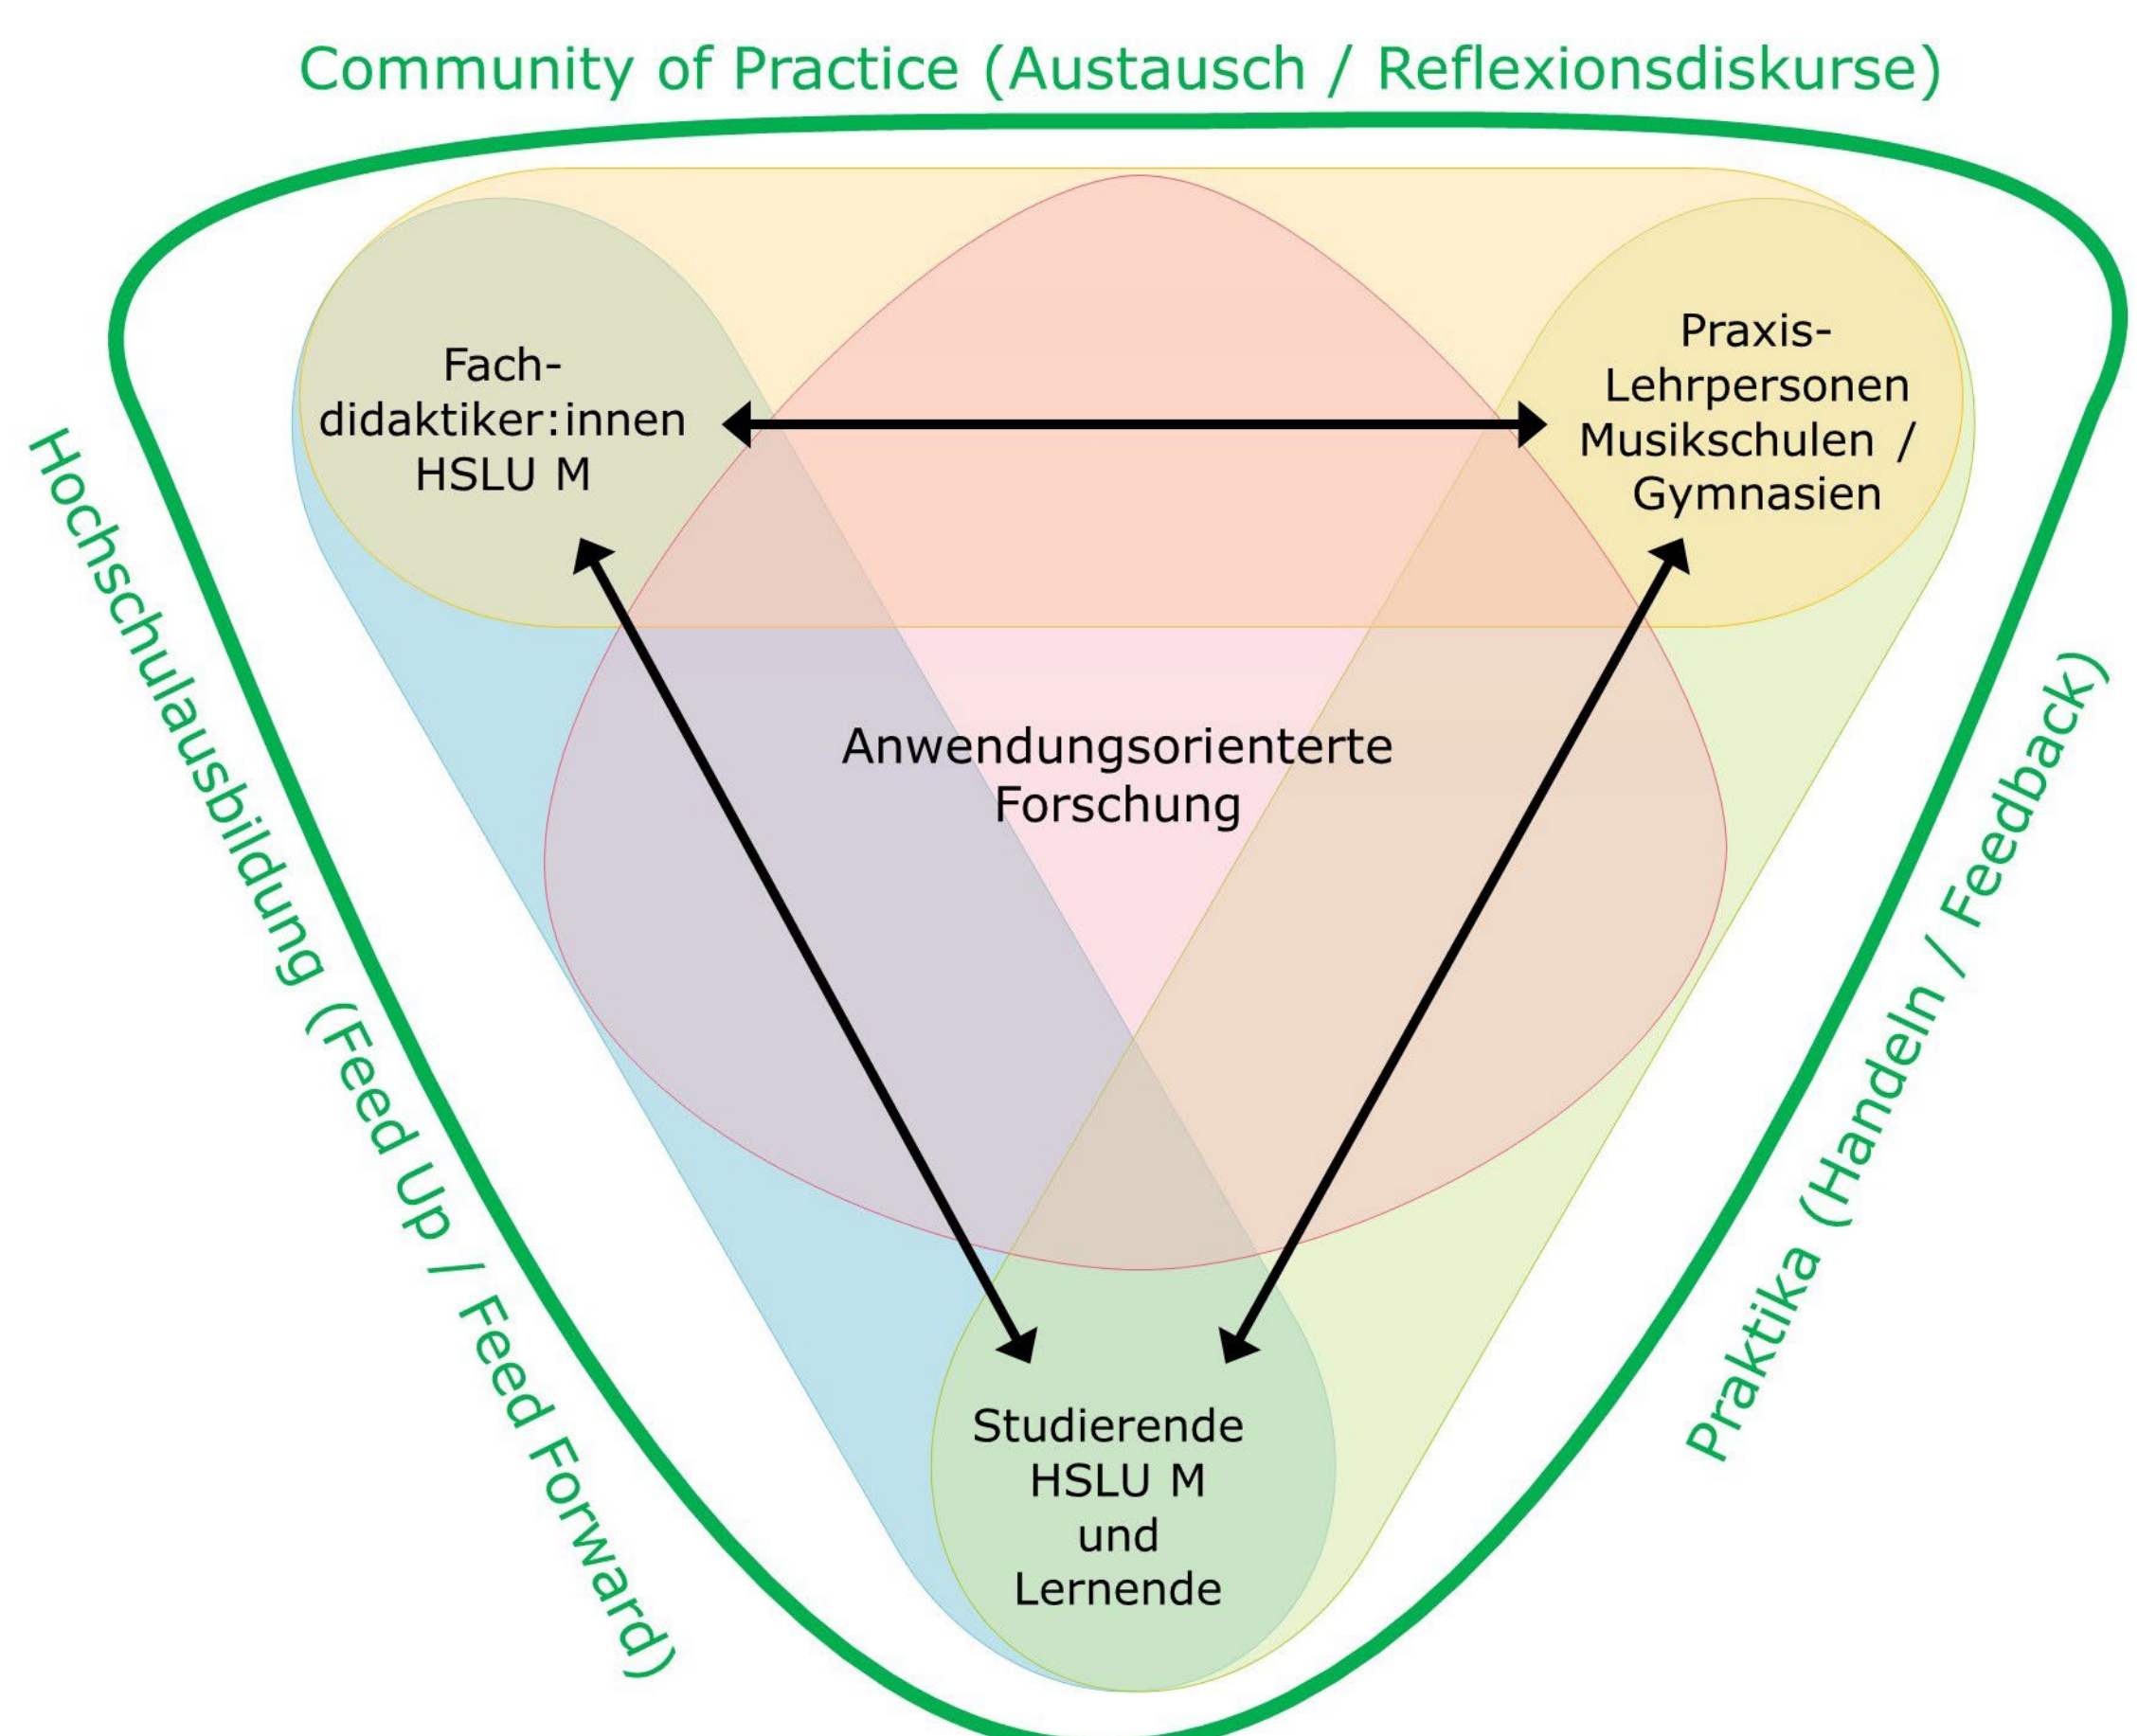 Community of Practice (Austausch / Reflexionsdiskurse)
Fach-
didaktiker:innen
HSLU M
Praxis-
Lehrpersonen
Musikschulen /
Gymnasien
Hochschulausbildung (Feed Up / Feed Forward)
Anwendungsorienterte
Forschung
Praktika (Handeln / Feedback)
Studierende
HSLU M
und
Lernende